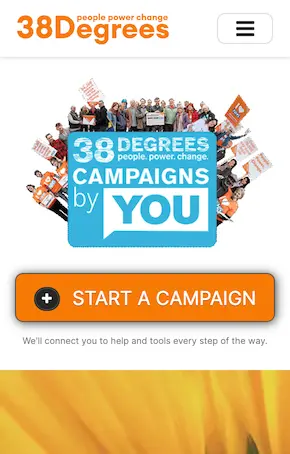 people power change
38Degrees
38 DEGREES
people. power. change.
CAMPAIGNS
by YOU
START A CAMPAIGN
We'll connect you to help and tools every step of the way.